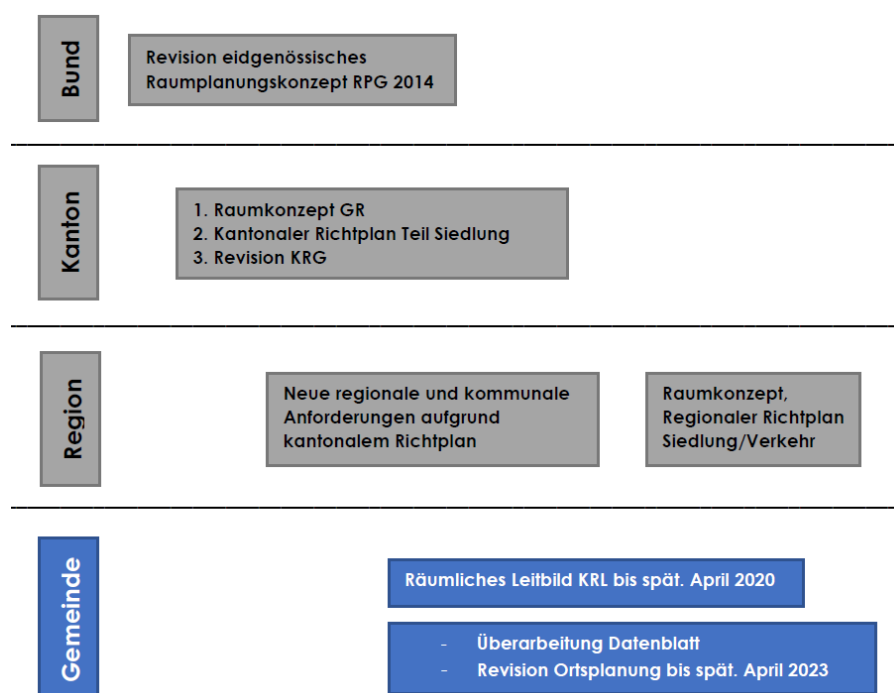 Bund
Revision eidgenössisches
Raumplanungskonzept RPG 2014
Kanton
1. Raumkonzept GR
2. Kantonaler Richtplan Teil Siedlung
3. Revision KRG
Region
Neue regionale und kommunale
Anforderungen aufgrund
kantonalem Richtplan
Raumkonzept,
Regionaler Richtplan
Siedlung/Verkehr
Gemeinde
Räumliches Leitbild KRL bis spät. April 2020
- Überarbeitung Datenblatt
- Revision Ortsplanung bis spät. April 2023